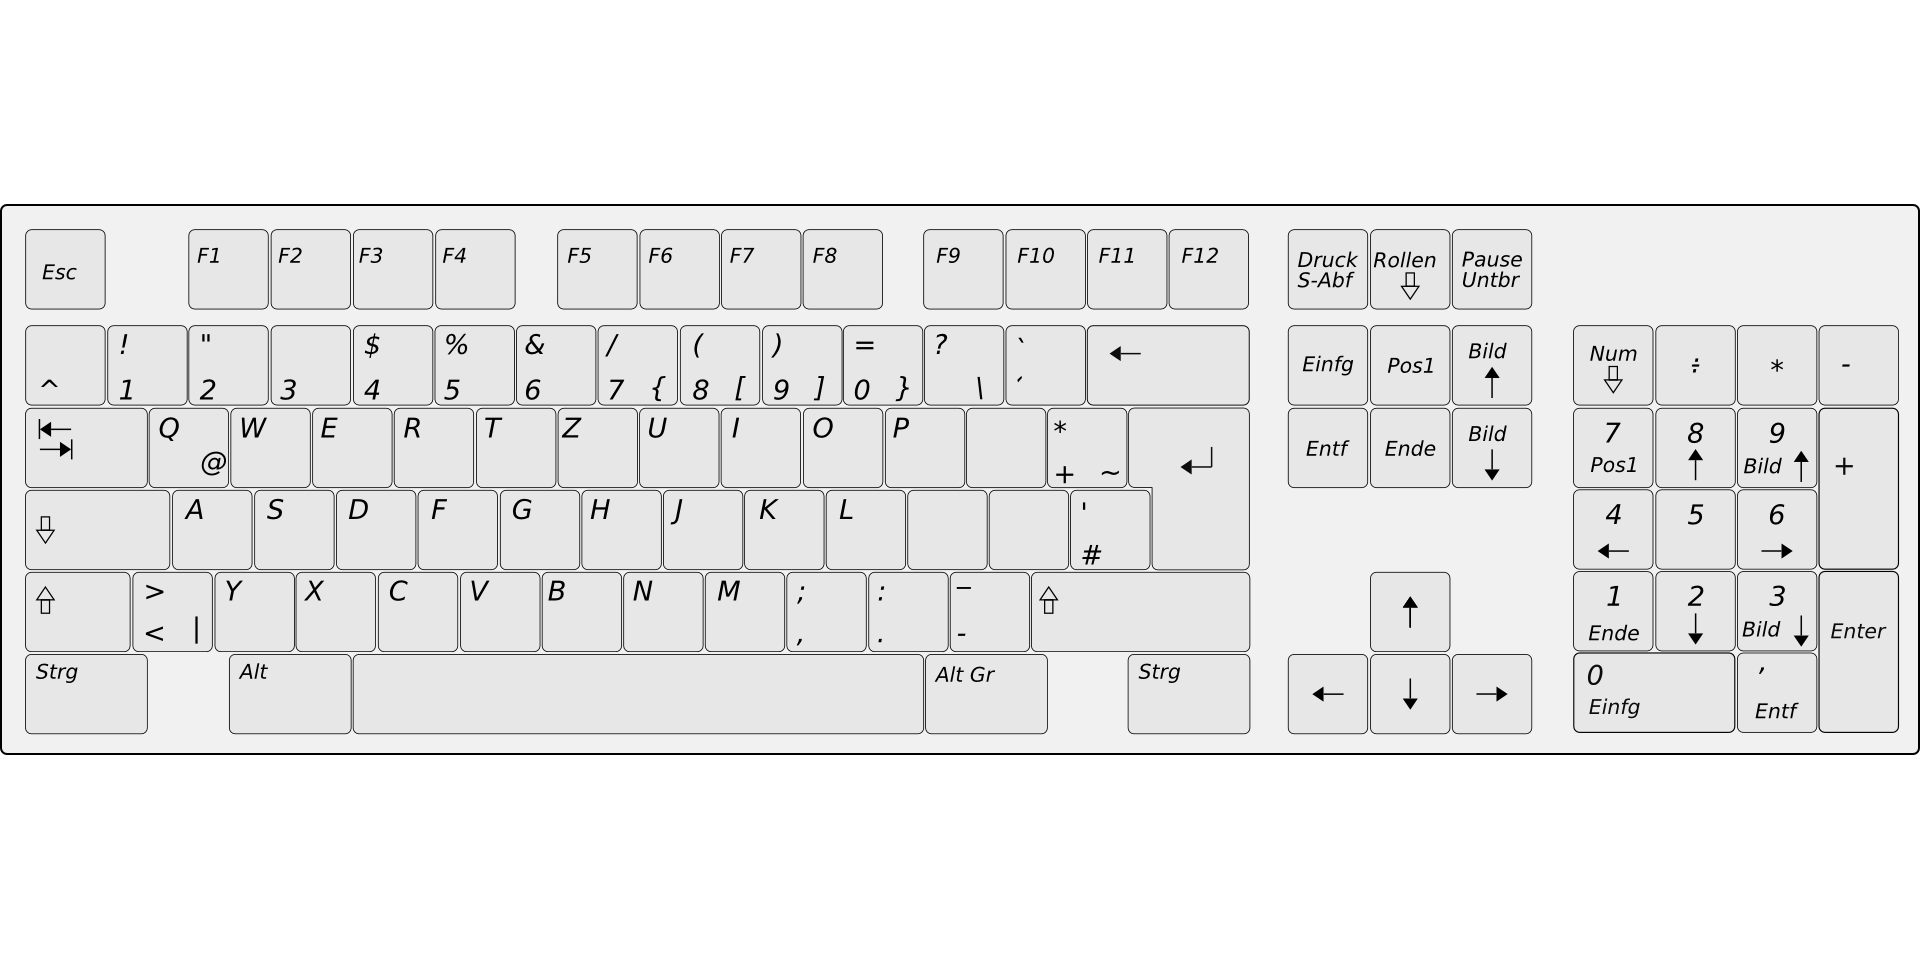 Esc F1 F2 F3 F4 F5 F6 F7 F8 F9 F10 F11 F12 Druck Rollen Pause
S-Abf Untbr
! " $ % & / ( ) = ? ` ← Einfg Pos1 Bild ↑ Num ÷ * -
^ 1 2 3 4 5 6 7 { 8 [ 9 ] 0 } \ ´
Q W E R T Z U I O P * Entf Ende Bild ↓ 7 8 9 +
@ + ~ Pos1 ↑ Bild ↑
A S D F G H J K L ' 4 5 6
# ← →
> Y X C V B N M ; : _ ↑ 1 2 3 Enter
< | , . - Ende ↓ Bild ↓
Strg Alt Alt Gr Strg ← ↓ → 0 ,
Einfg Entf